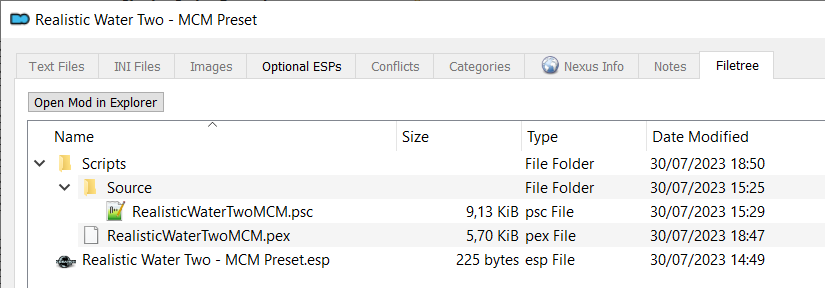 Realistic Water Two - MCM Preset
Text Files INI Files Images Optional ESPs Conflicts Categories Nexus Info Notes Filetree
Open Mod in Explorer
Name Size Type Date Modified
Scripts File Folder 30/07/2023 18:50
Source File Folder 30/07/2023 15:25
RealisticWaterTwoMCM.psc 9,13 KiB psc File 30/07/2023 15:29
RealisticWaterTwoMCM.pex 5,70 KiB pex File 30/07/2023 18:47
Realistic Water Two - MCM Preset.esp 225 bytes esp File 30/07/2023 14:49